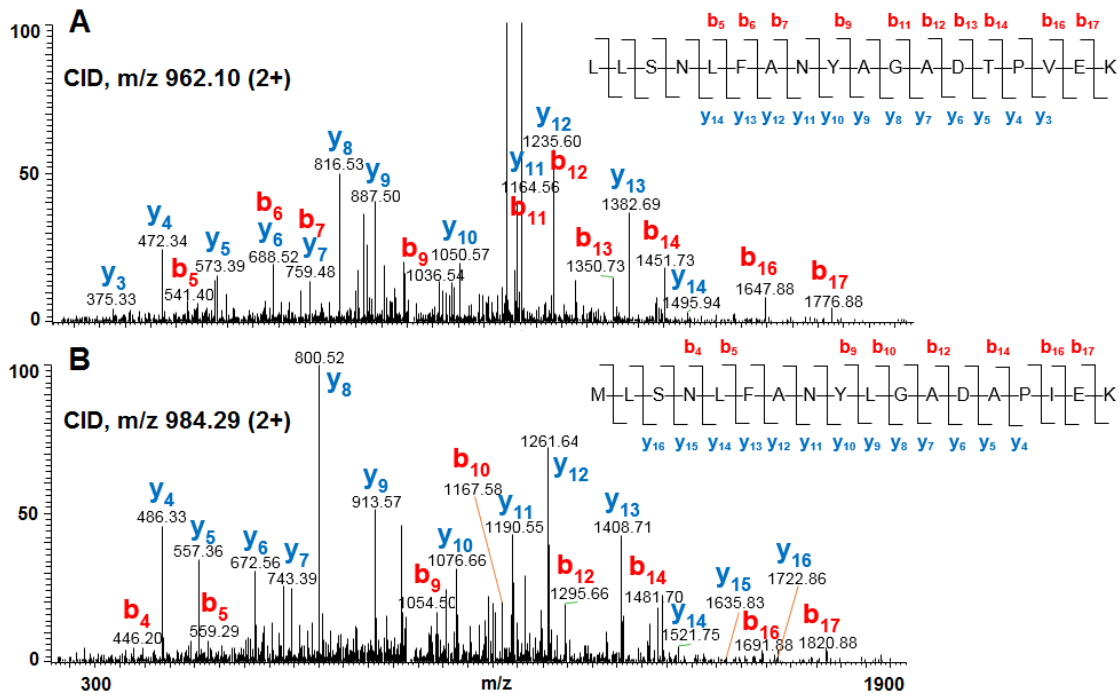 A
100
50
0
CID, m/z 962.10 (2+)
b5 b6 b7 b9 b11 b12 b13 b14 b16 b17
L L S N L F A N Y A G A D T P V E K
y14 y13 y12 y11 y10 y9 y8 y7 y6 y5 y4 y3
y3
375.33
y4
472.34
b5
541.40
y5
573.39
b6
y6
688.52
b7
y7
759.48
y8
816.53
y9
887.50
b9
1036.54
y10
1050.57
y11
1164.56
b11
y12
1235.60
b12
b13
1350.73
y13
1382.69
b14
1451.73
y14
1495.94
b16
1647.88
b17
1776.88
B
100
50
0
CID, m/z 984.29 (2+)
b4 b5 b9 b10 b12 b14 b16 b17
M L S N L F A N Y L G A D A P I E K
y16 y15 y14 y13 y12 y11 y10 y9 y8 y7 y6 y5 y4
b4
446.20
y4
486.33
y5
557.36
b5
559.29
y6
672.56
y7
743.39
800.52
y8
y9
913.57
b9
1054.50
y10
1076.66
b10
1167.58
y11
1190.55
1261.64
y12
b12
1295.66
y13
1408.71
b14
1481.70
y14
1521.75
y15
1635.83
b16
1691.88
y16
1722.86
b17
1820.88
300 m/z 1900